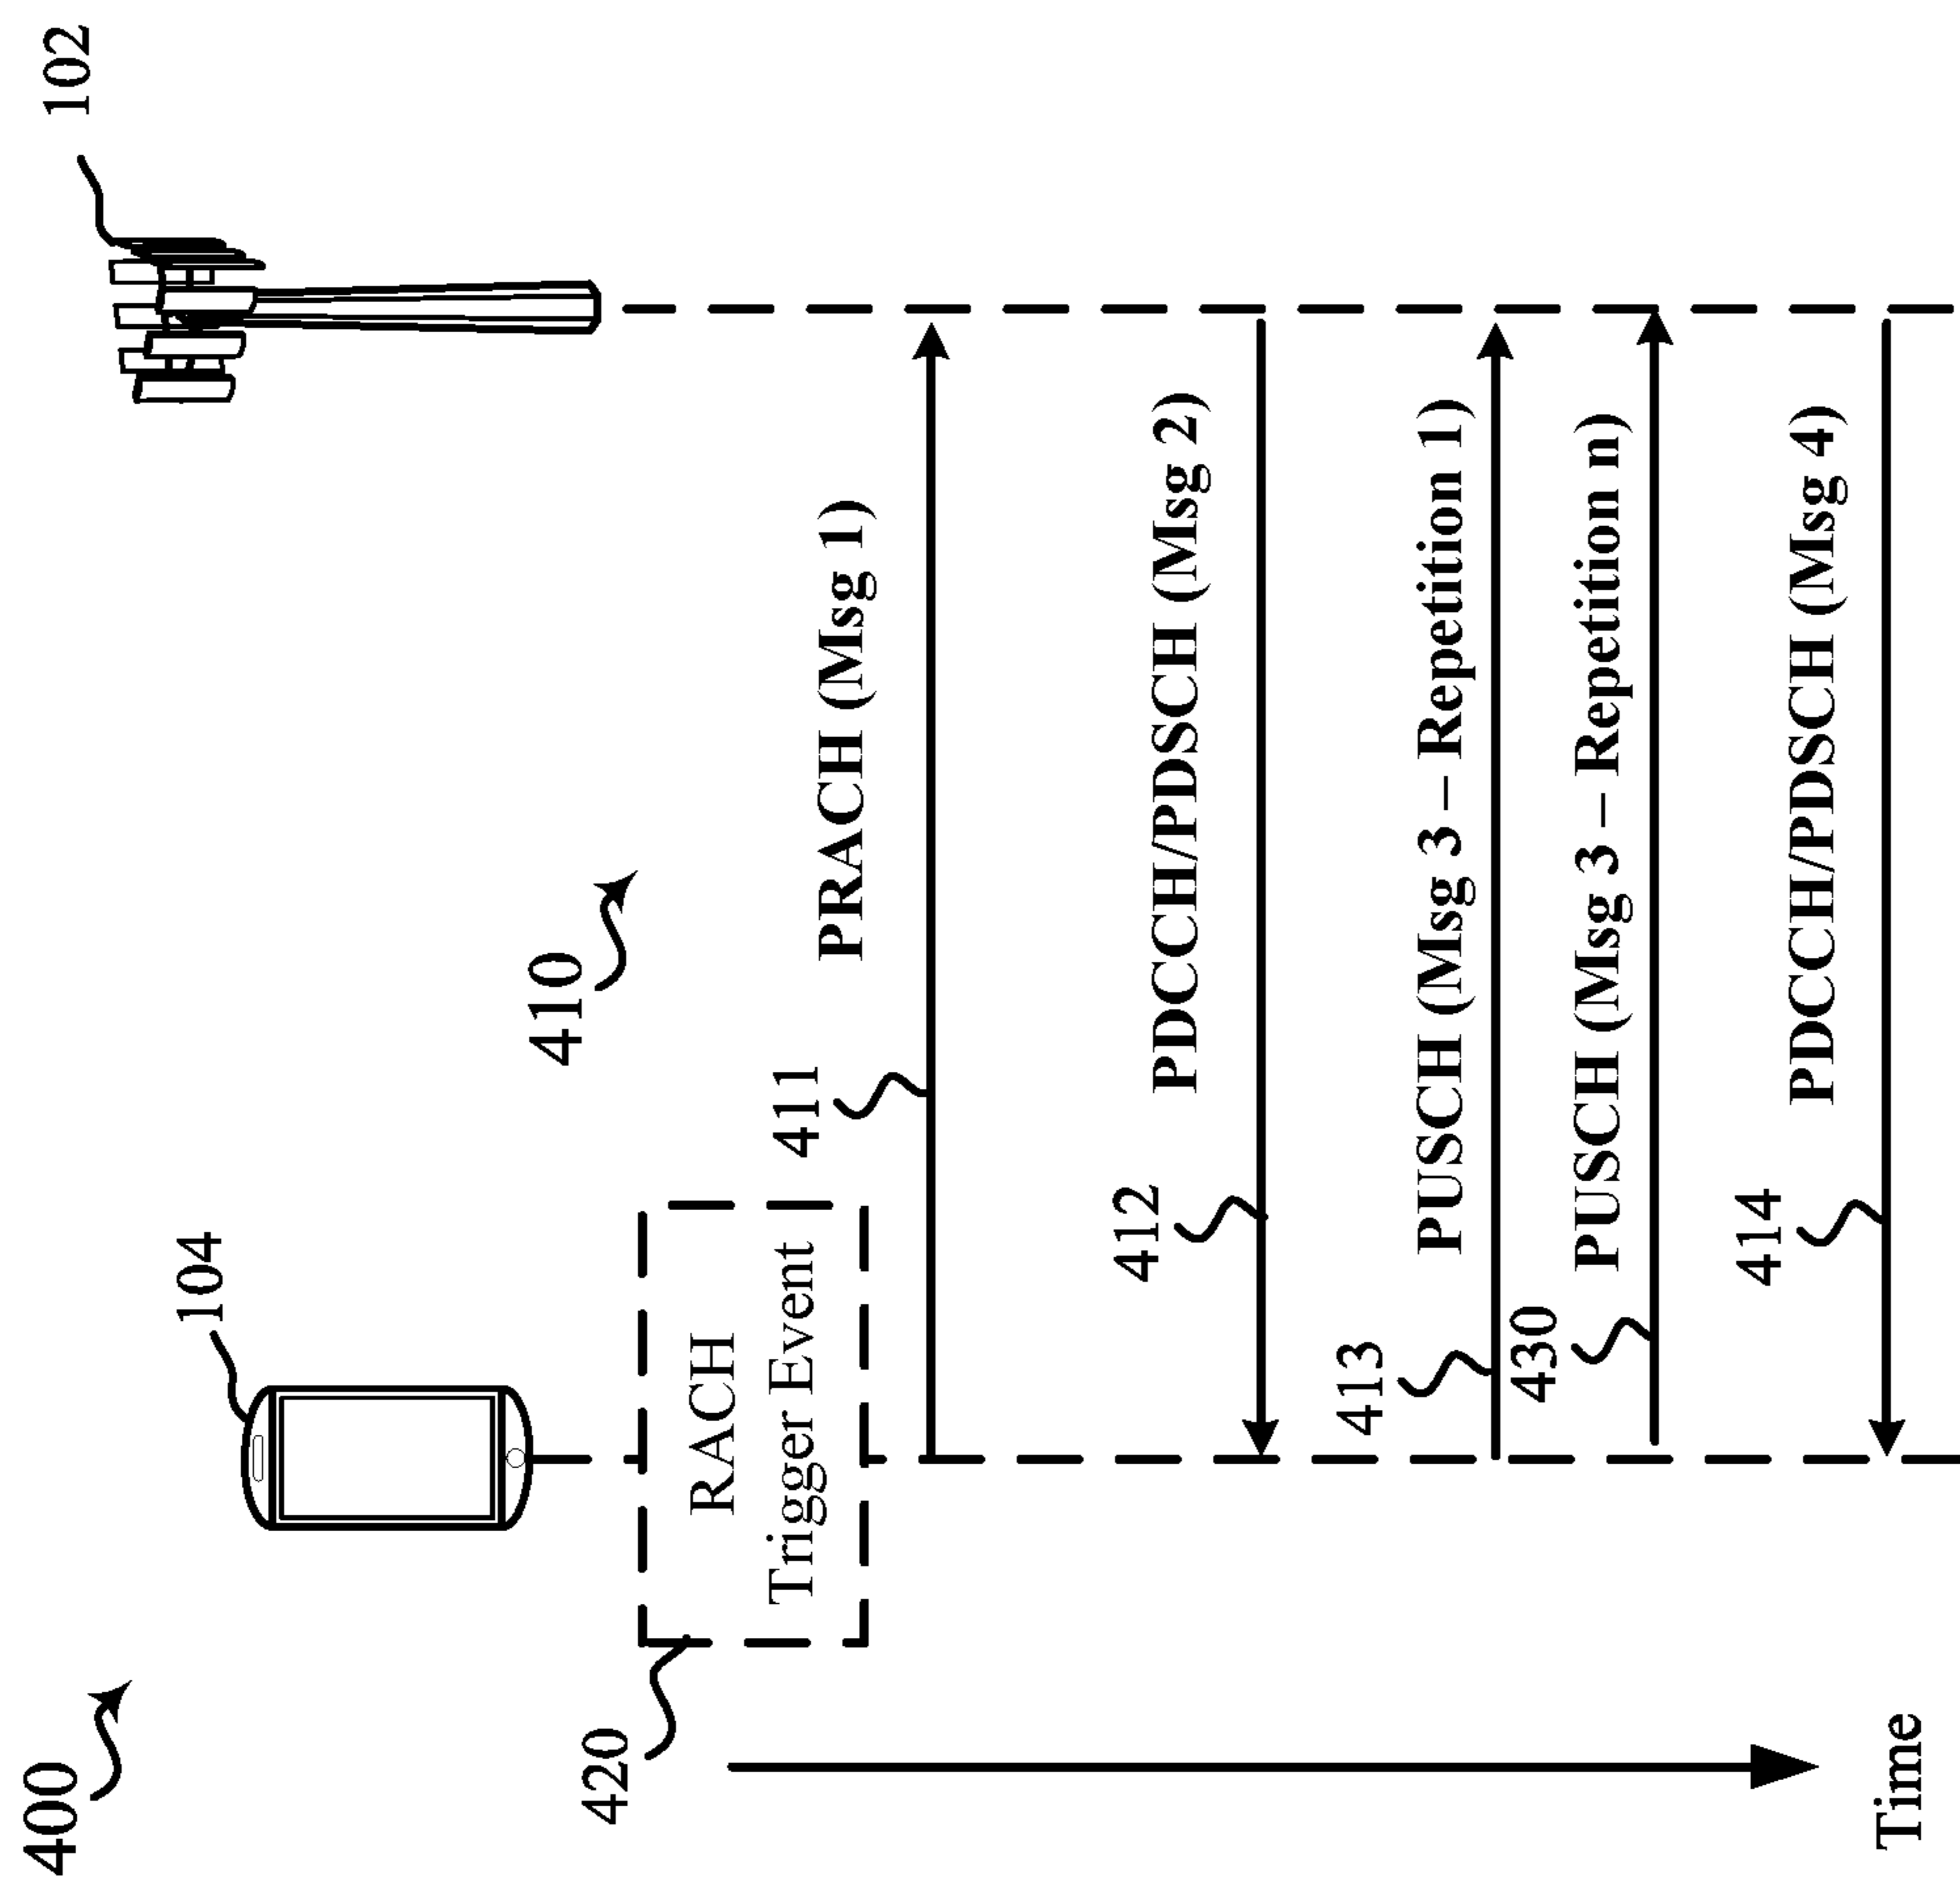 400
104
102
420
RACH
Trigger Event
410
411
PRACH (Msg 1)
412
PDCCH/PDSCH (Msg 2)
413
PUSCH (Msg 3 – Repetition 1)
430
PUSCH (Msg 3 – Repetition n)
414
PDCCH/PDSCH (Msg 4)
Time